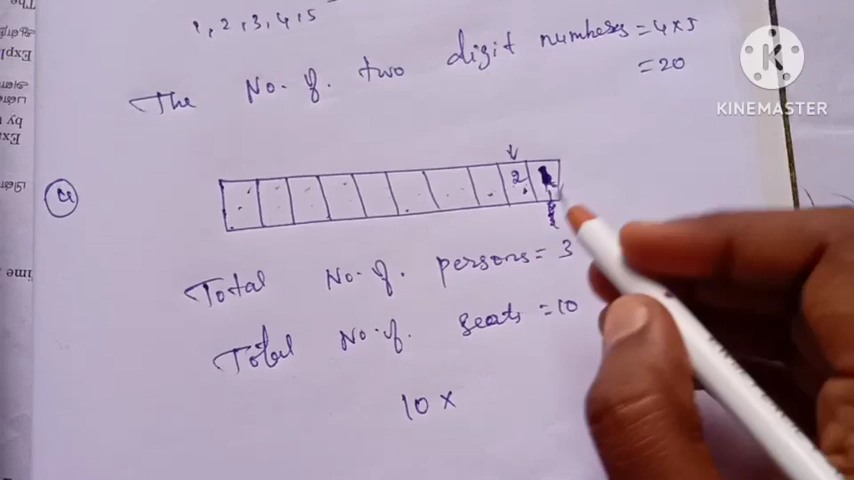 1, 2, 3, 4, 5
The No. of. two digit numbers = 4 x 5
= 20
K
KINEMASTER
2
Total No. of. persons = 3
Total No. of. seats = 10
10 x